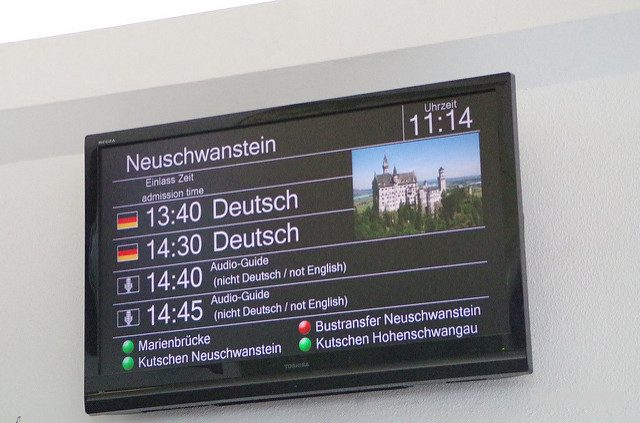 REGZA
Uhrzeit
11:14
Neuschwanstein
Einlass Zeit
admission time
13:40 Deutsch
14:30 Deutsch
14:40 Audio-Guide
(nicht Deutsch / not English)
14:45 Audio-Guide
(nicht Deutsch / not English)
Marienbrücke
Bustransfer Neuschwanstein
Kutschen Neuschwanstein
Kutschen Hohenschwangau
TOSHIBA